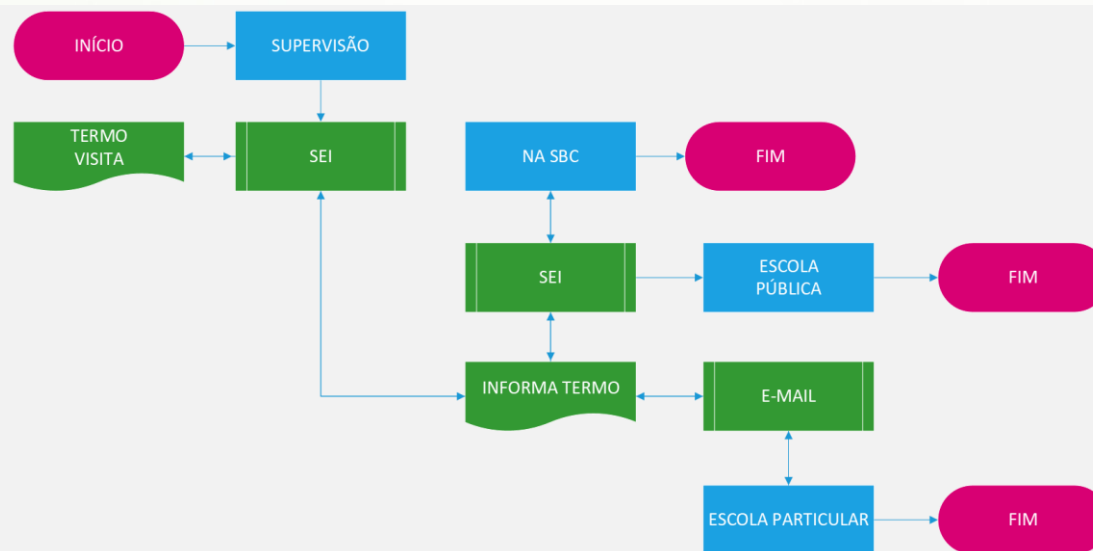 INÍCIO
SUPERVISÃO
TERMO
VISITA
SEI
NA SBC
FIM
SEI
ESCOLA
PÚBLICA
FIM
INFORMA TERMO
E-MAIL
ESCOLA PARTICULAR
FIM